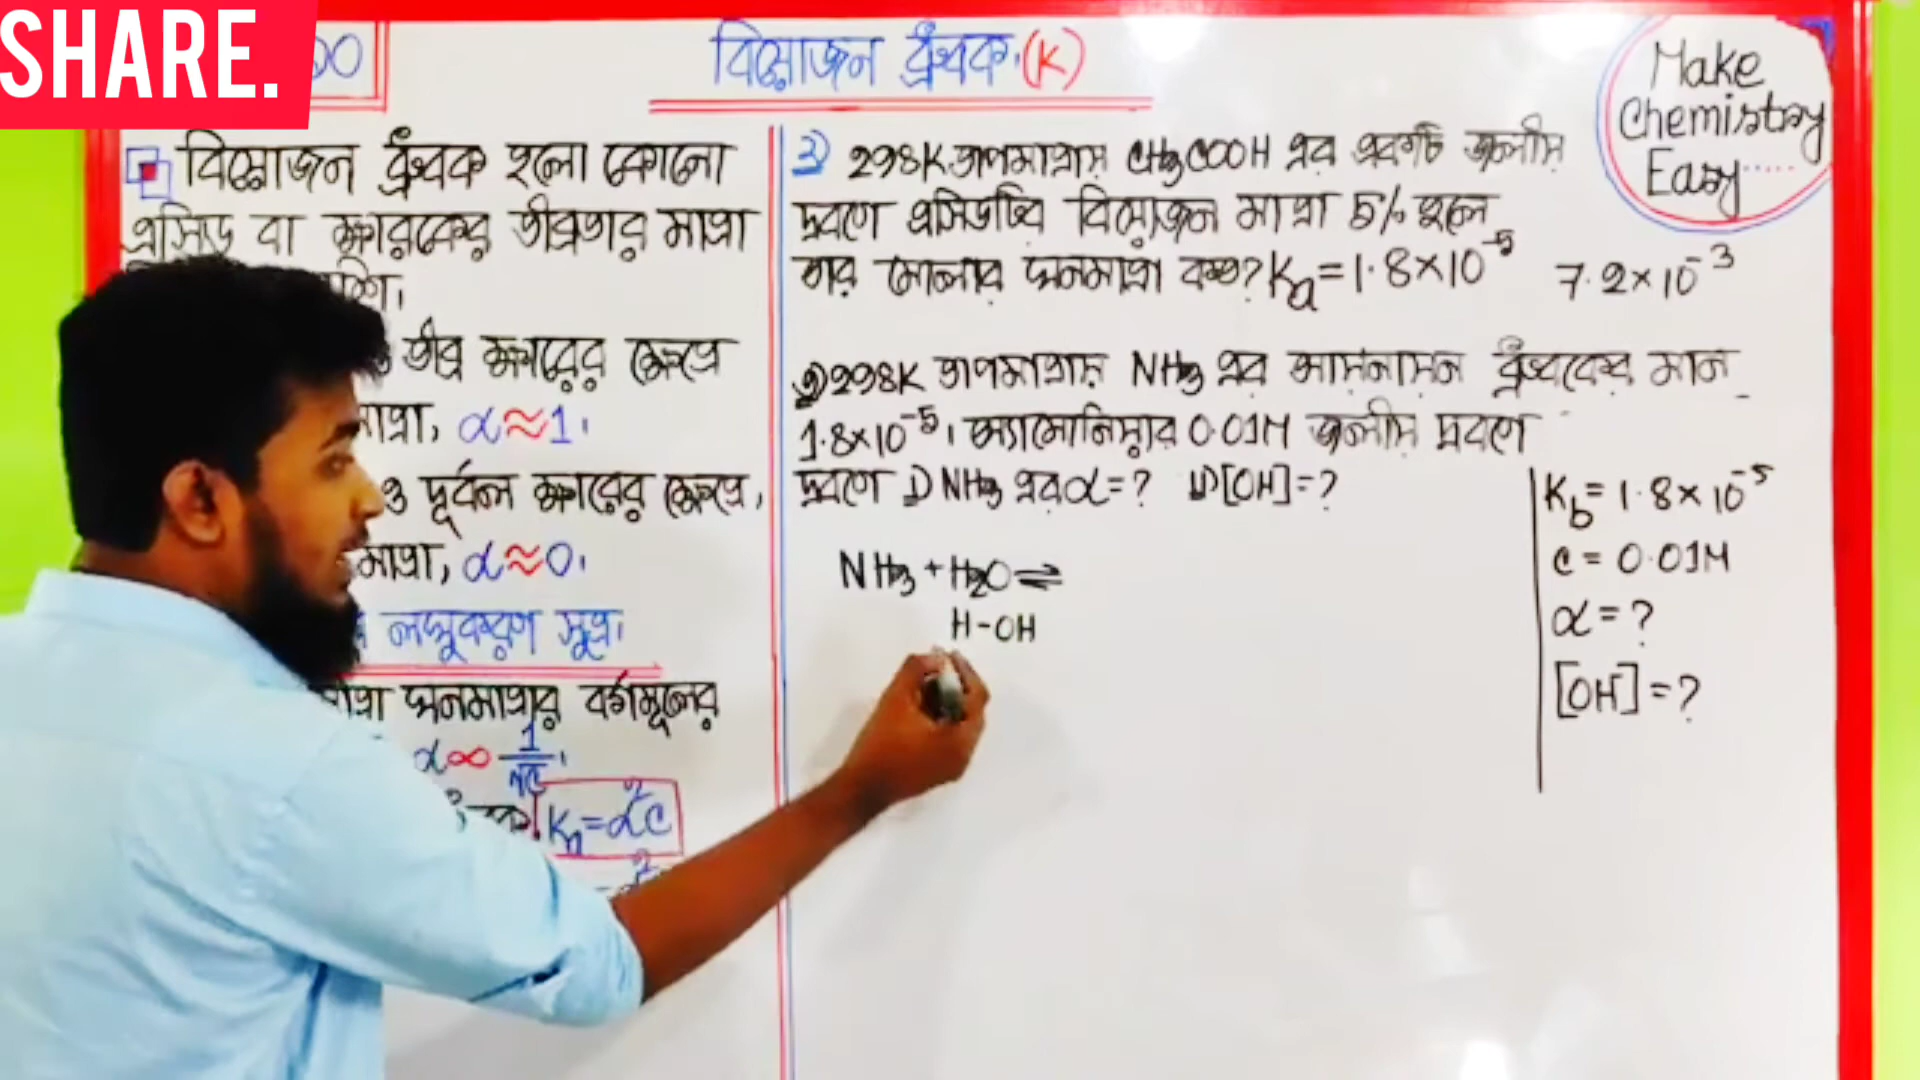 SHARE.
বিয়োজন ধ্রুবক (K)
Make
Chemistry
Easy.....
বিয়োজন ধ্রুবক হলো কোনো
এসিড বা ক্ষারকের তীব্রতার মাত্রা
তীব্র ক্ষারের ক্ষেত্রে
মাত্রা, α≈1।
ও দূর্বল ক্ষারের ক্ষেত্রে,
মাত্রা, α≈0।
লঘুকরণ সূত্র।
মাত্রা ঘনমাত্রার বর্গমূলের
α∝ 1/√c ।
Ka=α²c
১) 298K তাপমাত্রায় CH3COOH এর একটি জলীয়
দ্রবণে এসিডটির বিয়োজন মাত্রা 5% হলে
তার মোলার ঘনমাত্রা কত? Ka=1.8×10⁻⁵ 7.2×10⁻³
২) 298K তাপমাত্রায় NH3 এর আয়নায়ন ধ্রুবকের মান
1.8×10⁻⁵। অ্যামোনিয়ার 0.01M জলীয় দ্রবণে
দ্রবণে i) NH3 এর α=? ii) [OH]=?
NH3 + H2O ⇌
H-OH
Kb= 1.8×10⁻⁵
c = 0.01M
α = ?
[OH⁻] = ?